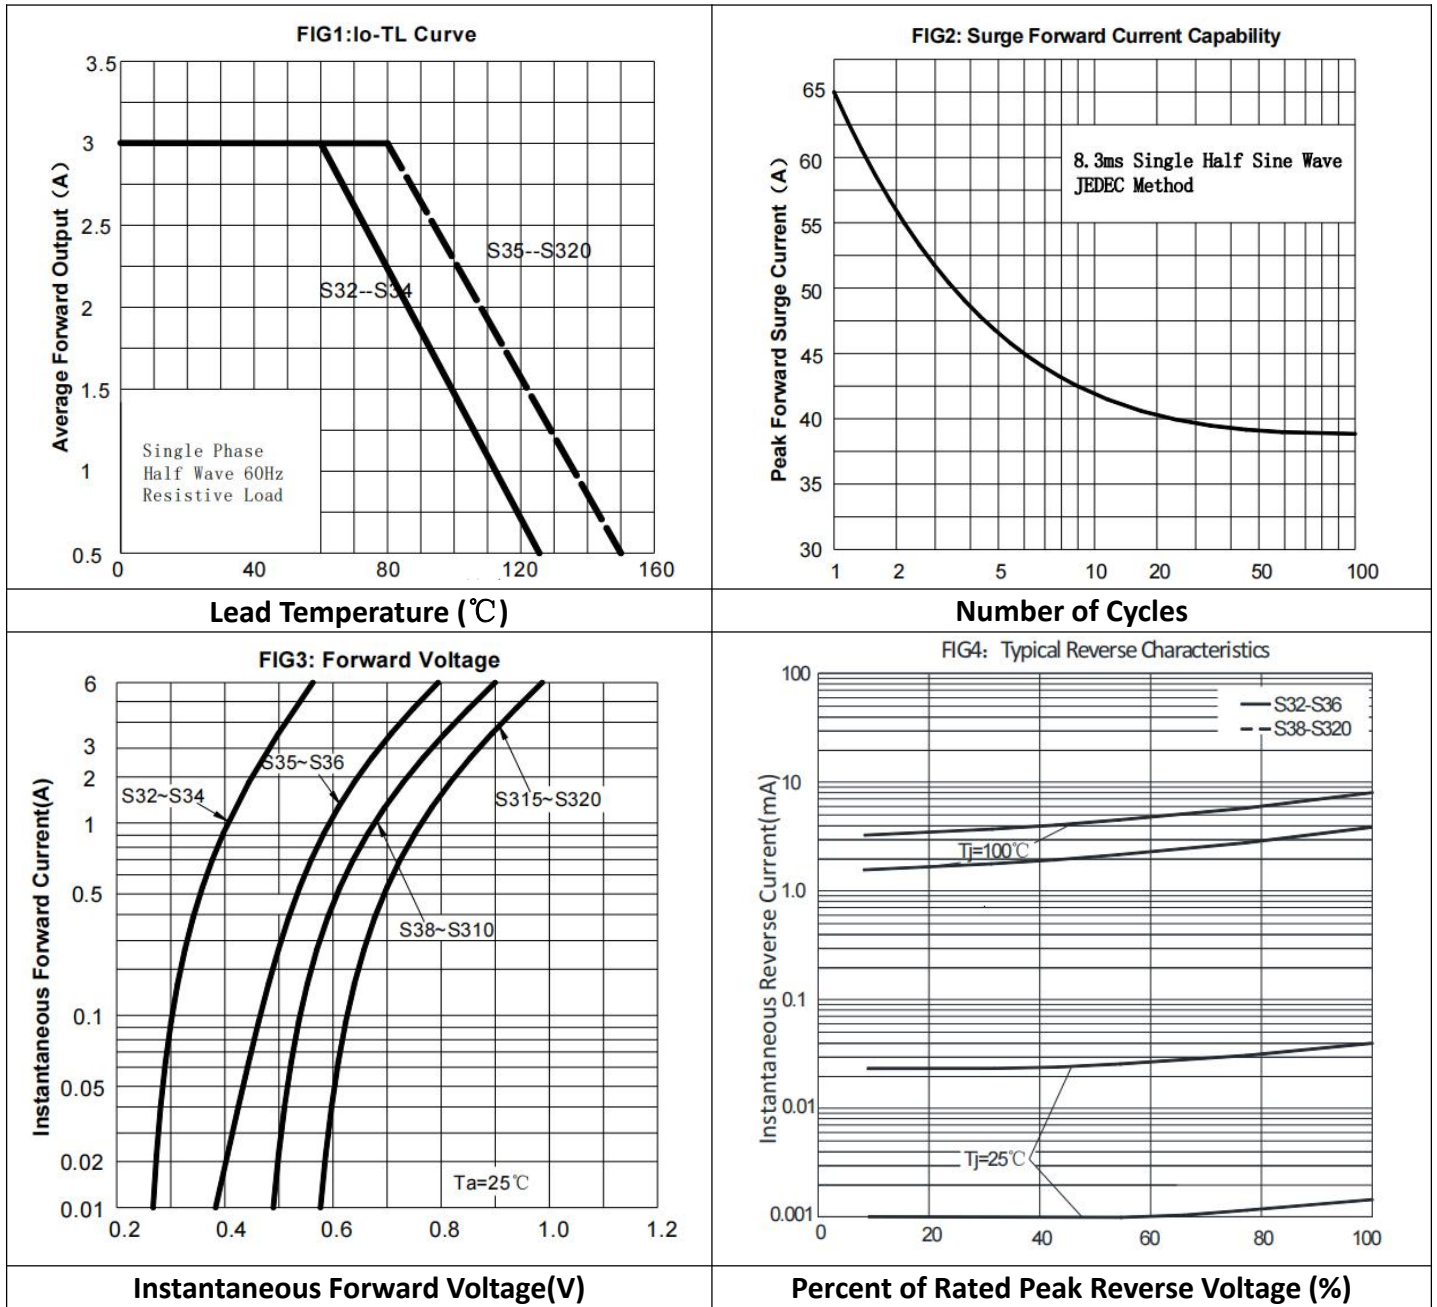 FIG1:Io-TL Curve
3.5
3
2.5
2
1.5
1
0.5
Average Forward Output (A)
S35--S320
S32--S34
Single Phase
Half Wave 60Hz
Resistive Load
0 40 80 120 160
Lead Temperature (℃)
FIG2: Surge Forward Current Capability
65
60
55
50
45
40
35
30
Peak Forward Surge Current (A)
8.3ms Single Half Sine Wave
JEDEC Method
1 2 5 10 20 50 100
Number of Cycles
FIG3: Forward Voltage
6
3
2
1
0.5
0.1
0.05
0.02
0.01
Instantaneous Forward Current(A)
S35~S36
S32~S34
S315~S320
S38~S310
Ta=25℃
0.2 0.4 0.6 0.8 1.0 1.2
Instantaneous Forward Voltage(V)
FIG4: Typical Reverse Characteristics
100
10
1.0
0.1
0.01
0.001
Instantaneous Reverse Current(mA)
S32-S36
S38-S320
Tj=100℃
Tj=25℃
0 20 40 60 80 100
Percent of Rated Peak Reverse Voltage (%)